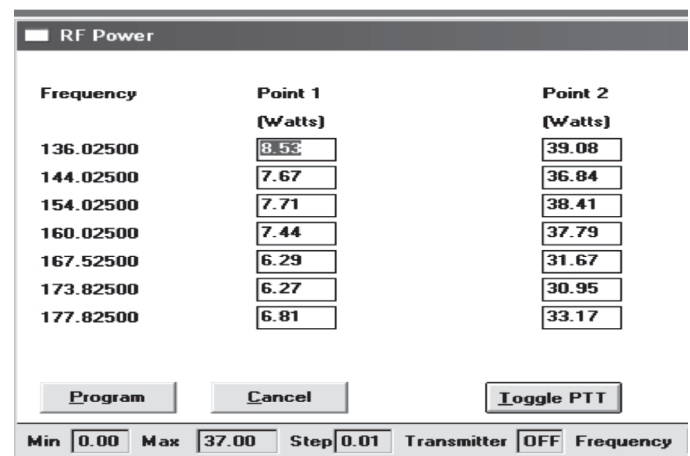 RF Power
Frequency Point 1 Point 2
(Watts) (Watts)
136.02500 8.53 39.08
144.02500 7.67 36.84
154.02500 7.71 38.41
160.02500 7.44 37.79
167.52500 6.29 31.67
173.82500 6.27 30.95
177.82500 6.81 33.17
Program Cancel Toggle PTT
Min 0.00 Max 37.00 Step 0.01 Transmitter OFF Frequency